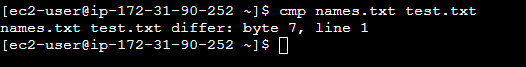 [ec2-user@ip-172-31-90-252 ~]$ cmp names.txt test.txt
names.txt test.txt differ: byte 7, line 1
[ec2-user@ip-172-31-90-252 ~]$